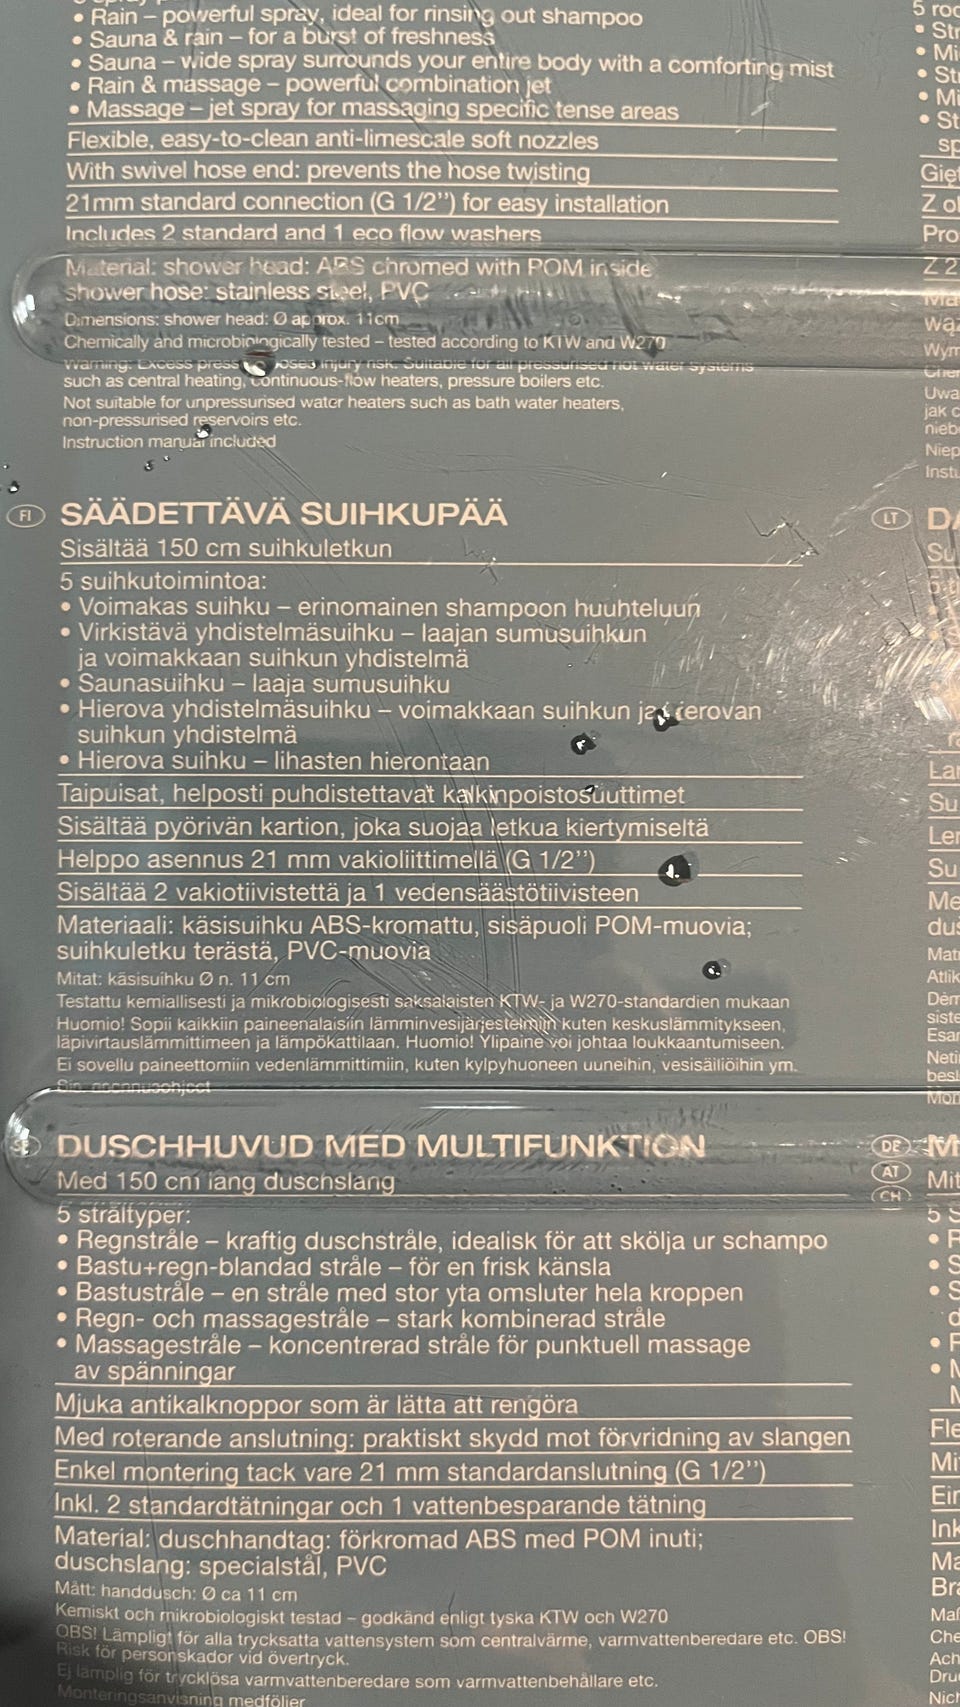 • Rain – powerful spray, ideal for rinsing out shampoo
• Sauna & rain – for a burst of freshness
• Sauna – wide spray surrounds your entire body with a comforting mist
• Rain & massage – powerful combination jet
• Massage – jet spray for massaging specific tense areas
Flexible, easy-to-clean anti-limescale soft nozzles
With swivel hose end: prevents the hose twisting
21mm standard connection (G 1/2”) for easy installation
Includes 2 standard and 1 eco flow washers
Material: shower head: ABS chromed with POM inside
shower hose: stainless steel, PVC
Dimensions: shower head: Ø approx. 11cm
Chemically and microbiologically tested – tested according to KTW and W270
Warning: Excess injury risk. Suitable for all pressurised hot water systems
such as central heating, continuous-flow heaters, pressure boilers etc.
Not suitable for unpressurised water heaters such as bath water heaters,
non-pressurised reservoirs etc.
Instruction manual included
FI SÄÄDETTÄVÄ SUIHKUPÄÄ
Sisältää 150 cm suihkuletkun
5 suihkutoimintoa:
• Voimakas suihku – erinomainen shampoon huuhteluun
• Virkistävä yhdistelmäsuihku – laajan sumusuihkun
ja voimakkaan suihkun yhdistelmä
• Saunasuihku – laaja sumusuihku
• Hierova yhdistelmäsuihku – voimakkaan suihkun ja
suihkun yhdistelmä
• Hierova suihku – lihasten hierontaan
Taipuisat, helposti puhdistettavat kalkinpoistosuuttimet
Sisältää pyörivän kartion, joka suojaa letkua kiertymiseltä
Helppo asennus 21 mm vakioliittimellä (G 1/2”)
Sisältää 2 vakiotiivistettä ja 1 vedensäästötiivisteen
Materiaali: käsisuihku ABS-kromattu, sisäpuoli POM-muovia;
suihkuletku terästä, PVC-muovia
Mitat: käsisuihku Ø n. 11 cm
Testattu kemiallisesti ja mikrobiologisesti saksalaisten KTW- ja W270-standardien mukaan
Huomio! Sopii kaikkiin paineenalaisiin lämminvesijärjestelmiin kuten keskuslämmitykseen,
läpivirtauslämmittimeen ja lämpökattilaan. Huomio! Ylipaine voi johtaa loukkaantumiseen.
Ei sovellu paineettomiin vedenlämmittimiin, kuten kylpyhuoneen uuneihin, vesisäiliöihin ym.
SE DUSCHHUVUD MED MULTIFUNKTION
Med 150 cm lang duschslang
5 stråltyper:
• Regnstråle – kraftig duschstråle, idealisk för att skölja ur schampo
• Bastu+regn-blandad stråle – för en frisk känsla
• Bastustråle – en stråle med stor yta omsluter hela kroppen
• Regn- och massagestråle – stark kombinerad stråle
• Massagestråle – koncentrerad stråle för punktuell massage
av spänningar
Mjuka antikalknoppor som är lätta att rengöra
Med roterande anslutning: praktiskt skydd mot förvridning av slangen
Enkel montering tack vare 21 mm standardanslutning (G 1/2”)
Inkl. 2 standardtätningar och 1 vattenbesparande tätning
Material: duschhandtag: förkromad ABS med POM inuti;
duschslang: specialstål, PVC
Mått: handdusch: Ø ca 11 cm
Kemiskt och mikrobiologiskt testad – godkänd enligt tyska KTW och W270
OBS! Lämpligt för alla trycksatta vattensystem som centralvärme, varmvattenberedare etc. OBS!
Risk för personskador vid övertryck.
Ej lämplig för trycklösa varmvattenberedare som varmvattenbehållare etc.
Monteringsanvisning medföljer
LT
DE
AT
CH